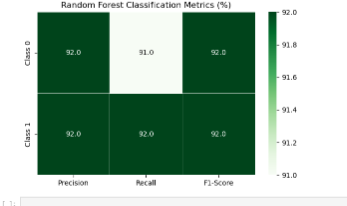 Random Forest Classification Metrics (%)
92.0
Class 0
92.0
91.0
92.0
91.8
91.6
91.4
Class 1
92.0
92.0
92.0
91.2
91.0
Precision
Recall
F1-Score